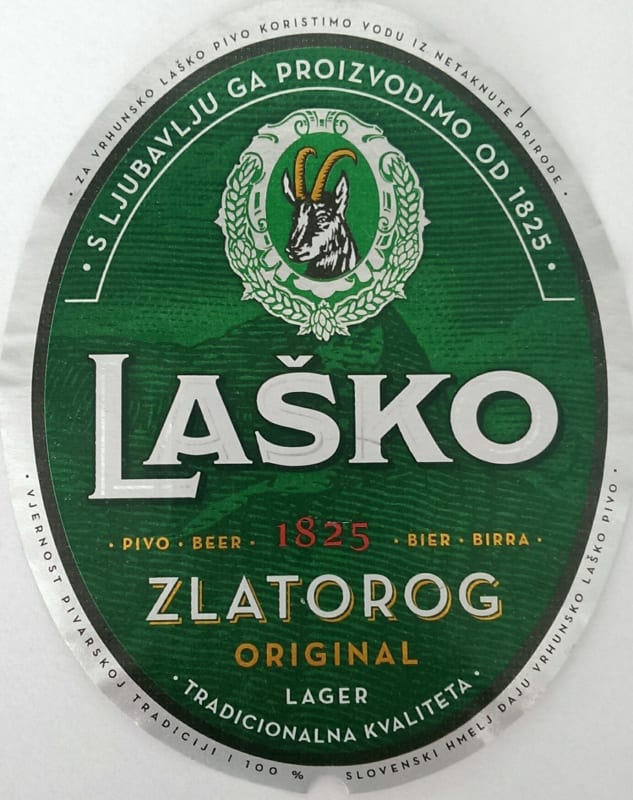 • ZA VRHUNSKO LAŠKO PIVO KORISTIMO VODU IZ NETAKNUTE PRIRODE •
• S LJUBAVLJU GA PROIZVODIMO OD 1825 •
LAŠKO
• PIVO • BEER • 1825 • BIER • BIRRA •
ZLATOROG
ORIGINAL
LAGER
• TRADICIONALNA KVALITETA •
• VJERNOST PIVARSKOJ TRADICIJI I 100 % SLOVENSKI HMELJ DAJU VRHUNSKO LAŠKO PIVO •